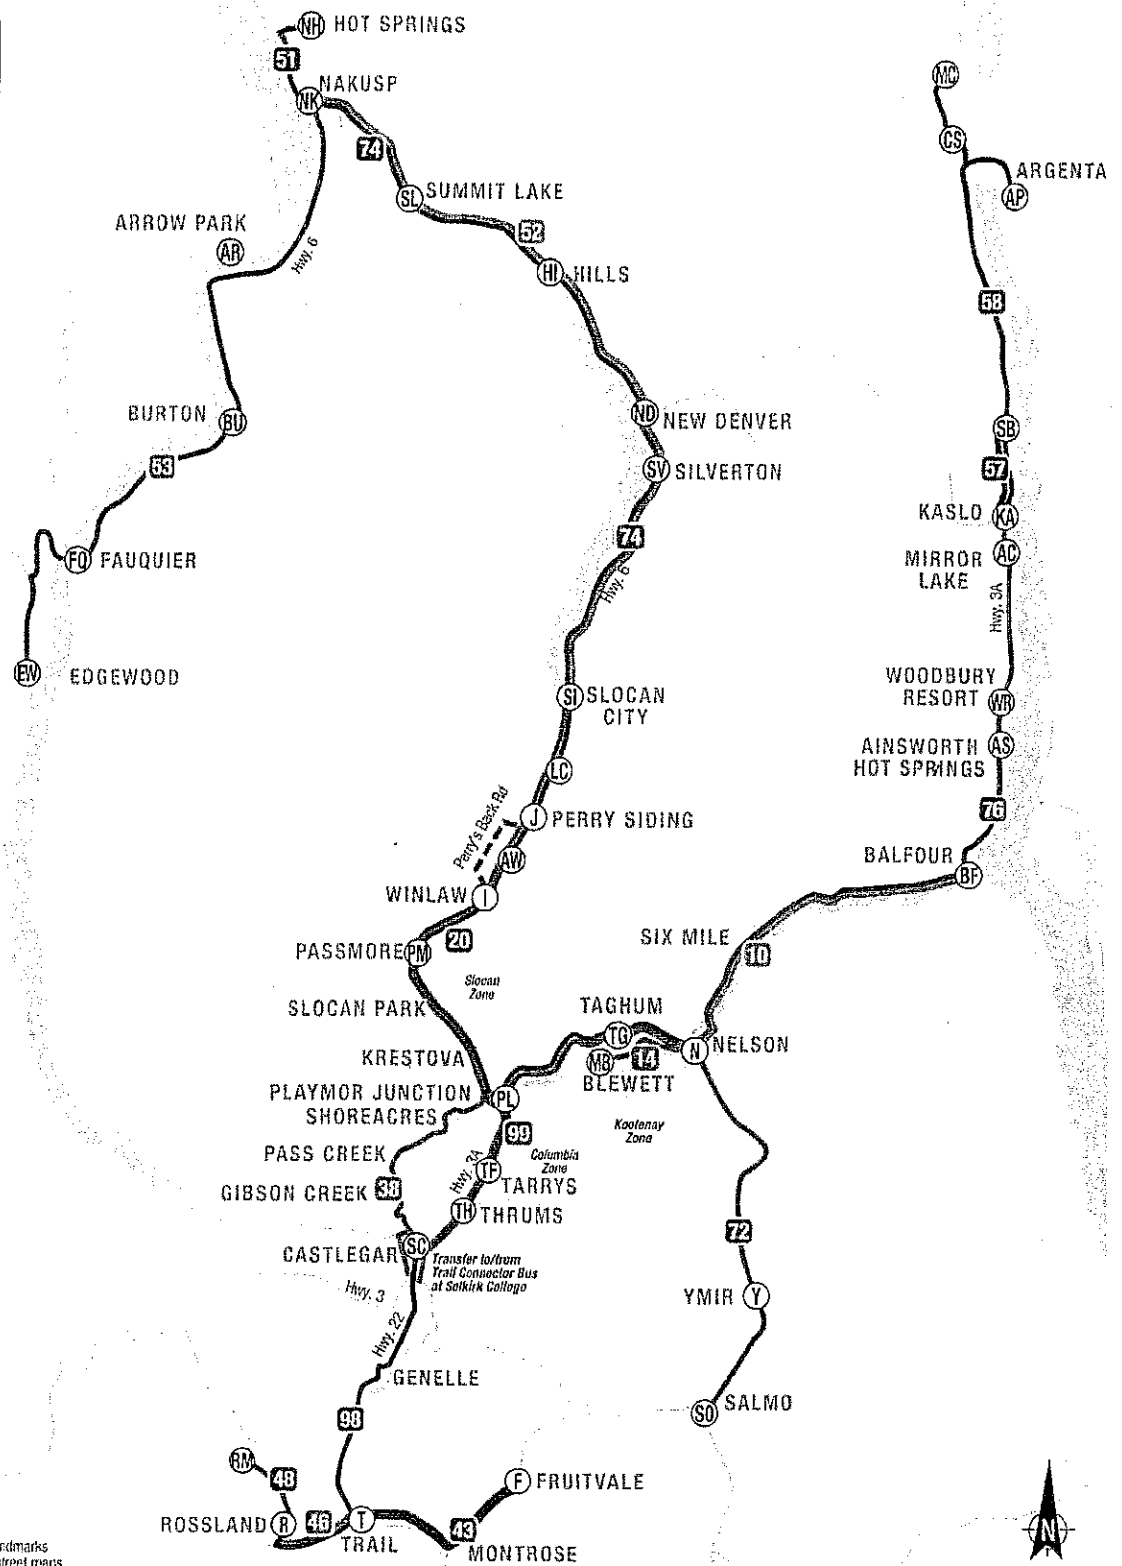 NH HOT SPRINGS
51
NK NAKUSP
74
SL SUMMIT LAKE
52
HI HILLS
ARROW PARK
AR
Hwy. 6
BURTON BU
53
FQ FAUQUIER
EW EDGEWOOD
ND NEW DENVER
SV SILVERTON
74
Hwy. 6
SI SLOCAN
CITY
LC
J PERRY SIDING
Perry's Back Rd
AW
WINLAW I
20
PASSMORE PM
Slocan
Zone
SLOCAN PARK
KRESTOVA
PLAYMOR JUNCTION PL
SHOREACRES
PASS CREEK
GIBSON CREEK 38
99
Columbia
Zone
Hwy. 3A
TF TARRYS
TH THRUMS
CASTLEGAR SC
Transfer to/from
Trail Connector Bus
at Selkirk College
Hwy. 3
Hwy. 22
GENELLE
98
RM
48
ROSSLAND R 46 T
TRAIL
43
MONTROSE
F FRUITVALE
MC
CS
ARGENTA
AP
58
SB
57
KASLO KA
MIRROR AC
LAKE
Hwy. 3A
WOODBURY
RESORT WR
AINSWORTH AS
HOT SPRINGS
76
BALFOUR BF
SIX MILE 10
TAGHUM
TG
MB 14
BLEWETT
N NELSON
Kootenay
Zone
72
YMIR Y
SO SALMO
N
ndmarks
street maps